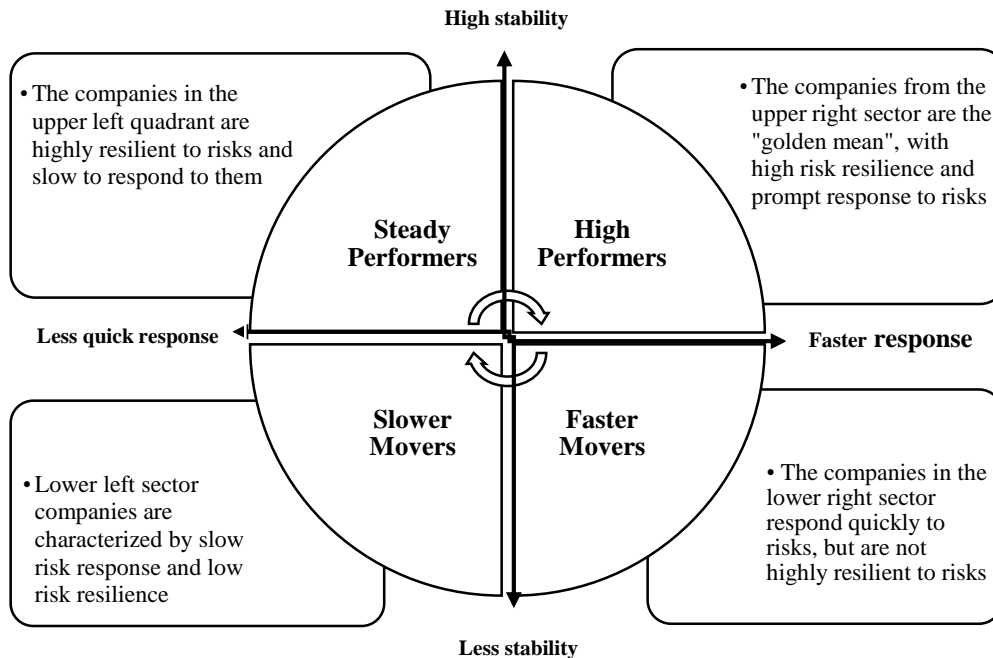 High stability
• The companies in the
upper left quadrant are
highly resilient to risks and
slow to respond to them
• The companies from the
upper right sector are the
"golden mean", with
high risk resilience and
prompt response to risks
Steady
Performers
High
Performers
Less quick response
Faster response
Slower
Movers
Faster
Movers
• Lower left sector
companies are
characterized by slow
risk response and low
risk resilience
• The companies in the
lower right sector
respond quickly to
risks, but are not
highly resilient to risks
Less stability